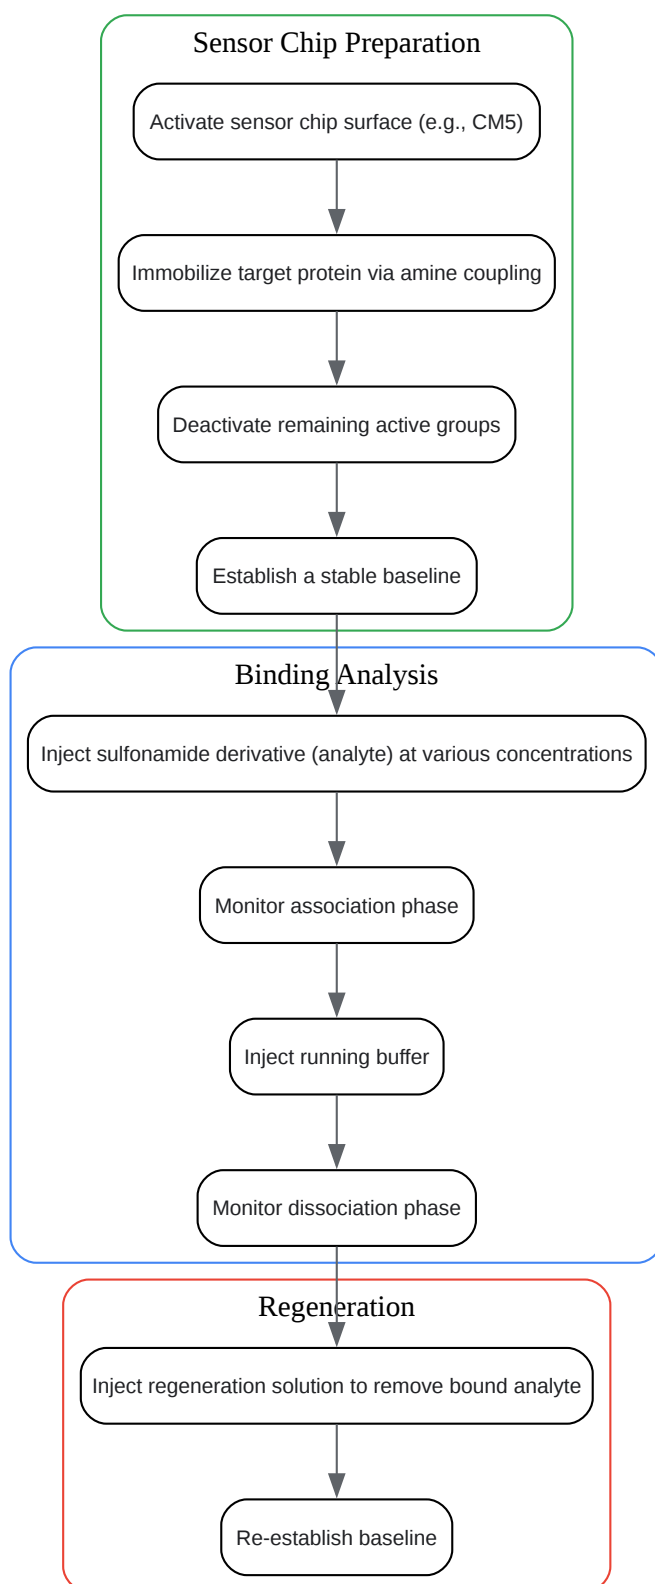 Sensor Chip Preparation
Activate sensor chip surface (e.g., CM5)
Immobilize target protein via amine coupling
Deactivate remaining active groups
Establish a stable baseline
Binding Analysis
Inject sulfonamide derivative (analyte) at various concentrations
Monitor association phase
Inject running buffer
Monitor dissociation phase
Regeneration
Inject regeneration solution to remove bound analyte
Re-establish baseline